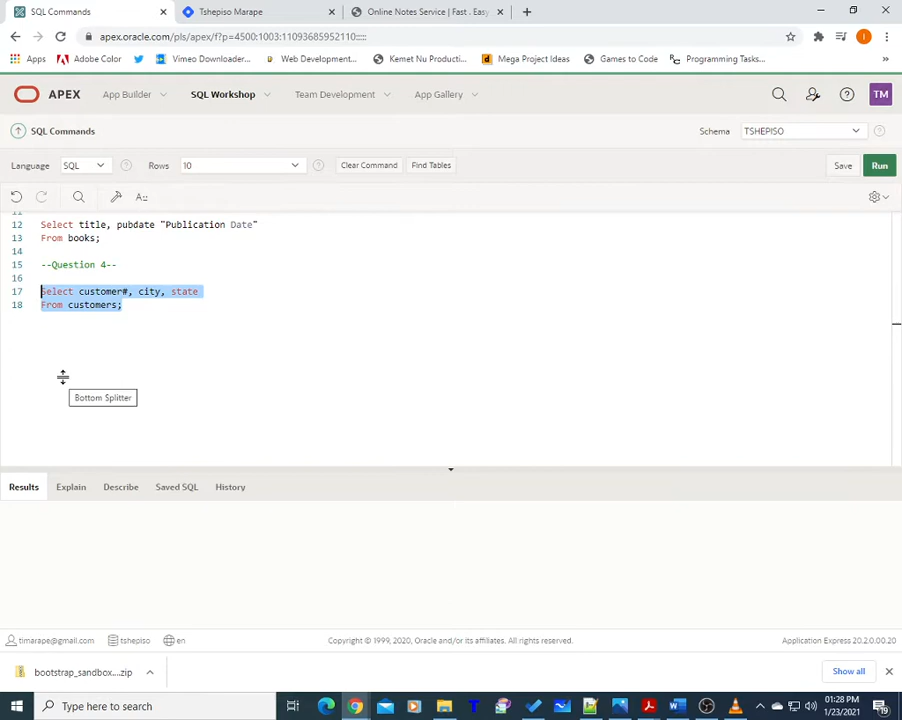 SQL Commands
Tshepiso Marape
Online Notes Service | Fast . Easy
apex.oracle.com/pls/apex/f?p=4500:1003:11093685952110:::::
Apps
Adobe Color
Vimeo Downloader...
Web Development...
Kemet Nu Producti...
Mega Project Ideas
Games to Code
Programming Tasks...
APEX
App Builder
SQL Workshop
Team Development
App Gallery
TM
SQL Commands
Schema
TSHEPISO
Language
SQL
Rows
10
Clear Command
Find Tables
Save
Run
12 Select title, pubdate "Publication Date"
13 From books;
14
15 --Question 4--
16
17 Select customer#, city, state
18 From customers;
Bottom Splitter
Results
Explain
Describe
Saved SQL
History
timarape@gmail.com
tshepiso
en
Copyright © 1999, 2020, Oracle and/or its affiliates. All rights reserved.
Application Express 20.2.0.00.20
bootstrap_sandbox....zip
Show all
Type here to search
01:28 PM
1/23/2021
19